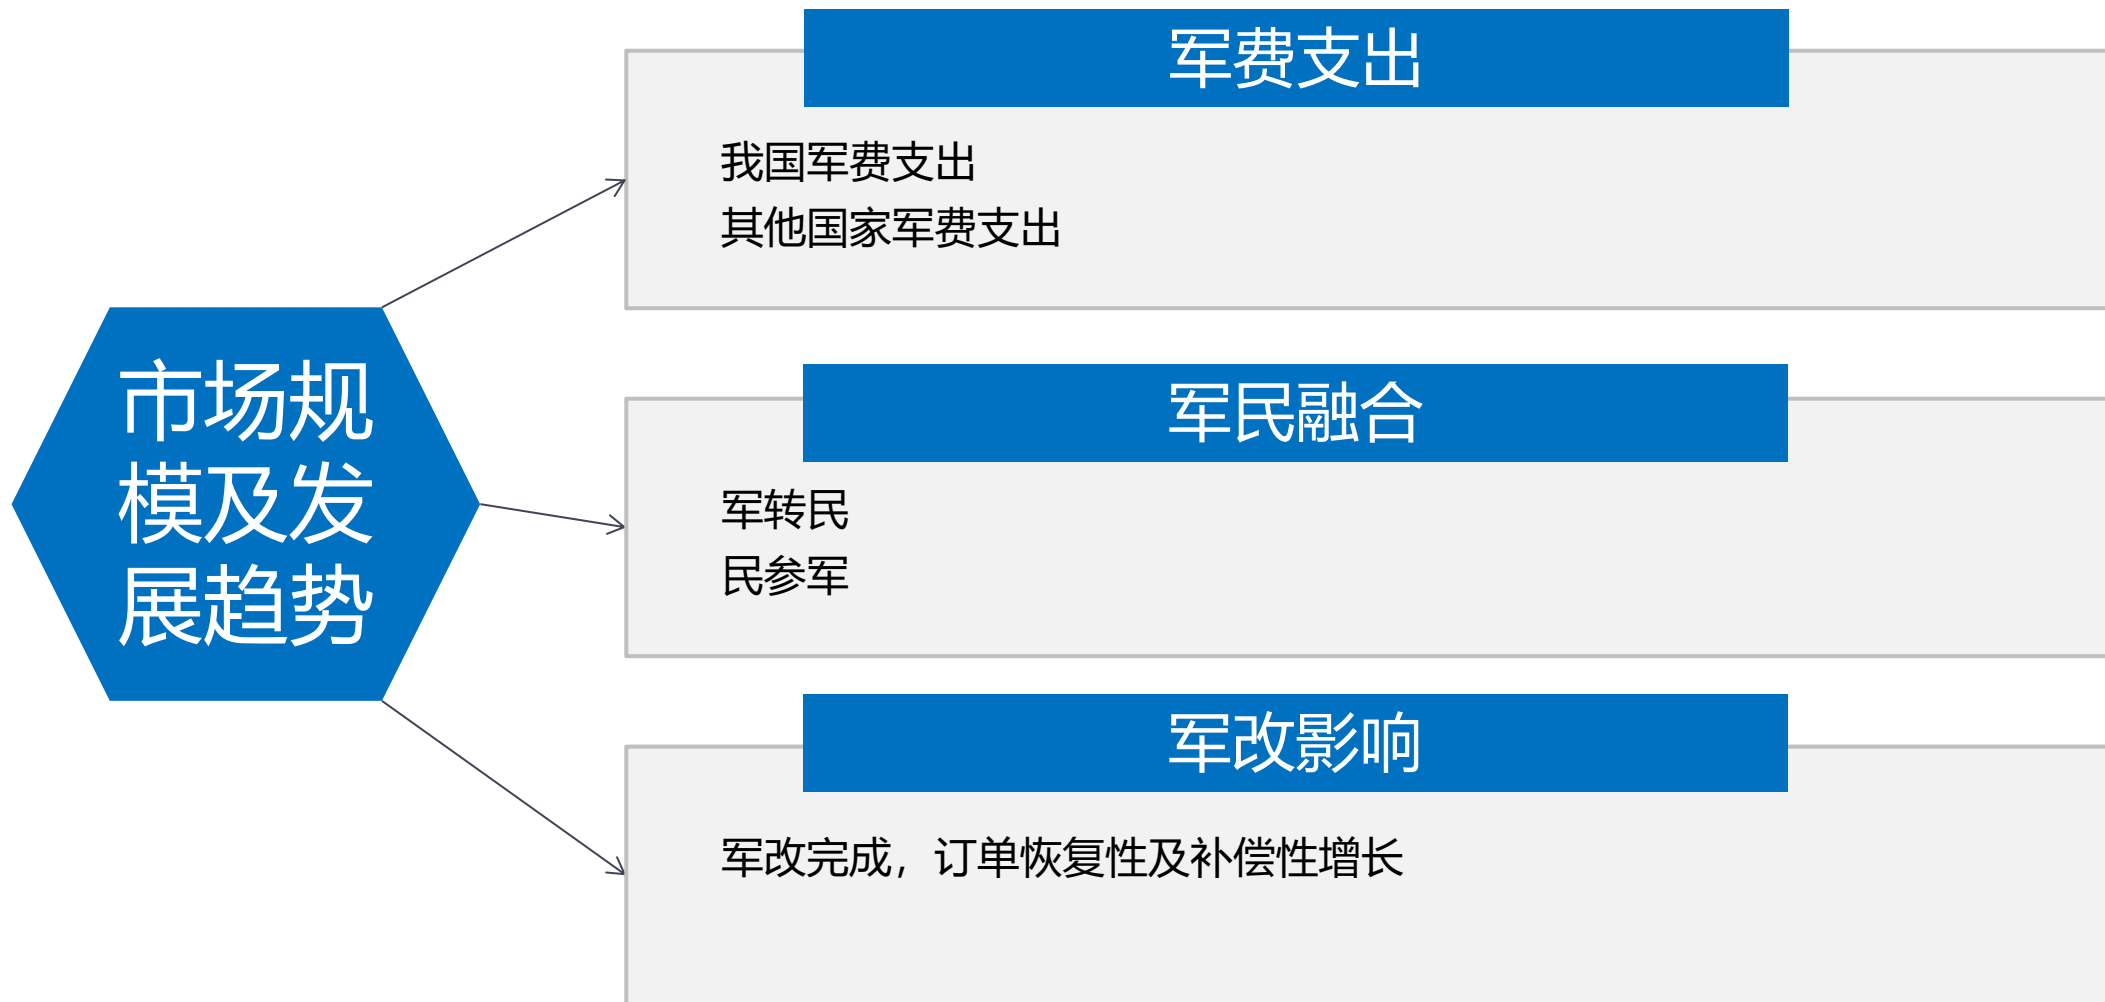 市场规
模及发
展趋势
军费支出
我国军费支出
其他国家军费支出
军民融合
军转民
民参军
军改影响
军改完成，订单恢复性及补偿性增长